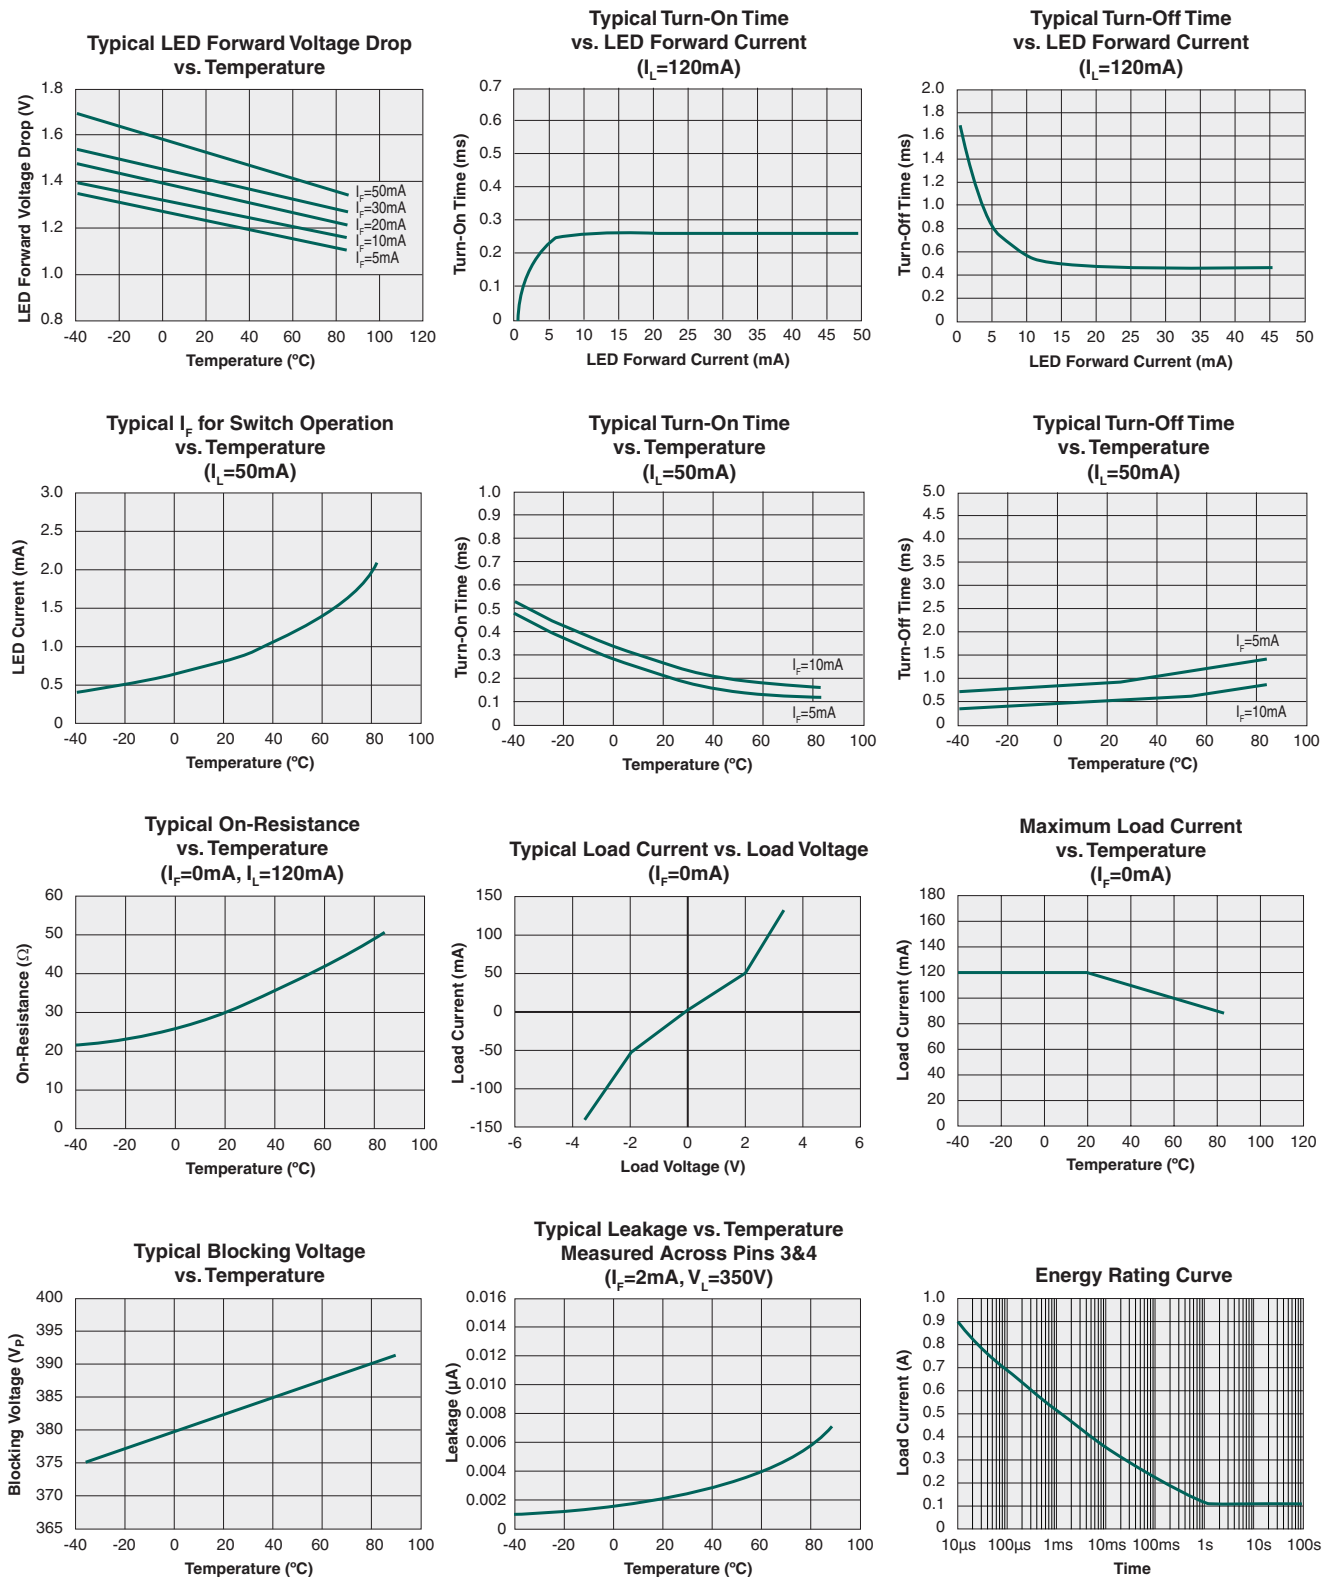 Typical LED Forward Voltage Drop
vs. Temperature
LED Forward Voltage Drop (V)
1.8
1.6
1.4
1.2
1.0
0.8
IF=50mA
IF=30mA
IF=20mA
IF=10mA
IF=5mA
-40 -20 0 20 40 60 80 100 120
Temperature (ºC)
Typical Turn-On Time
vs. LED Forward Current
(IL=120mA)
Turn-On Time (ms)
0.7
0.6
0.5
0.4
0.3
0.2
0.1
0
0 5 10 15 20 25 30 35 40 45 50
LED Forward Current (mA)
Typical Turn-Off Time
vs. LED Forward Current
(IL=120mA)
Turn-Off Time (ms)
2.0
1.8
1.6
1.4
1.2
1.0
0.8
0.6
0.4
0.2
0
0 5 10 15 20 25 30 35 40 45 50
LED Forward Current (mA)
Typical IF for Switch Operation
vs. Temperature
(IL=50mA)
LED Current (mA)
3.0
2.5
2.0
1.5
1.0
0.5
0
-40 -20 0 20 40 60 80 100
Temperature (ºC)
Typical Turn-On Time
vs. Temperature
(IL=50mA)
Turn-On Time (ms)
1.0
0.9
0.8
0.7
0.6
0.5
0.4
0.3
0.2
0.1
0
IF=10mA
IF=5mA
-40 -20 0 20 40 60 80 100
Temperature (ºC)
Typical Turn-Off Time
vs. Temperature
(IL=50mA)
Turn-Off Time (ms)
5.0
4.5
4.0
3.5
3.0
2.5
2.0
1.5
1.0
0.5
0
IF=5mA
IF=10mA
-40 -20 0 20 40 60 80 100
Temperature (ºC)
Typical On-Resistance
vs. Temperature
(IF=0mA, IL=120mA)
On-Resistance (Ω)
60
50
40
30
20
10
0
-40 -20 0 20 40 60 80 100
Temperature (ºC)
Typical Load Current vs. Load Voltage
(IF=0mA)
Load Current (mA)
150
100
50
0
-50
-100
-150
-6 -4 -2 0 2 4 6
Load Voltage (V)
Maximum Load Current
vs. Temperature
(IF=0mA)
Load Current (mA)
180
160
140
120
100
80
60
40
20
0
-40 -20 0 20 40 60 80 100 120
Temperature (ºC)
Typical Blocking Voltage
vs. Temperature
Blocking Voltage (VP)
400
395
390
385
380
375
370
365
-40 -20 0 20 40 60 80 100
Temperature (ºC)
Typical Leakage vs. Temperature
Measured Across Pins 3&4
(IF=2mA, VL=350V)
Leakage (μA)
0.016
0.014
0.012
0.010
0.008
0.006
0.004
0.002
0
-40 -20 0 20 40 60 80 100
Temperature (ºC)
Energy Rating Curve
Load Current (A)
1.0
0.9
0.8
0.7
0.6
0.5
0.4
0.3
0.2
0.1
0
10μs 100μs 1ms 10ms 100ms 1s 10s 100s
Time